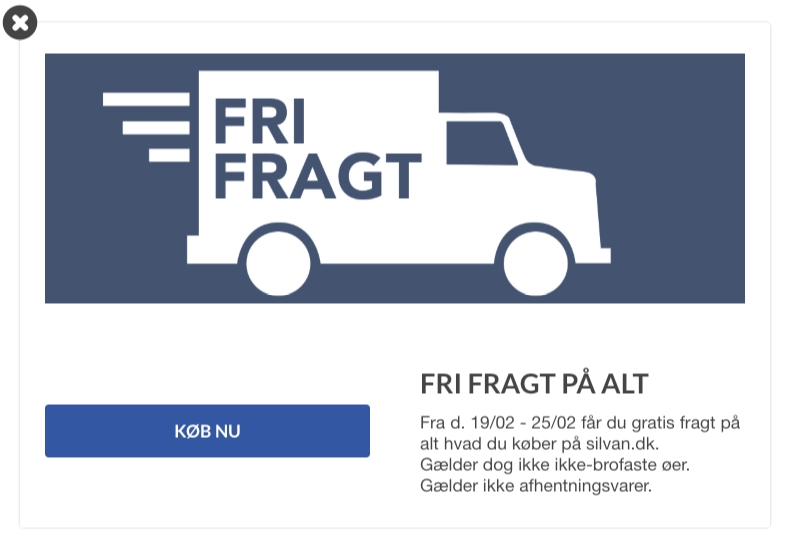 FRI
FRAGT
KØB NU
FRI FRAGT PÅ ALT
Fra d. 19/02 - 25/02 får du gratis fragt på
alt hvad du køber på silvan.dk.
Gælder dog ikke ikke-brofaste øer.
Gælder ikke afhentningsvarer.